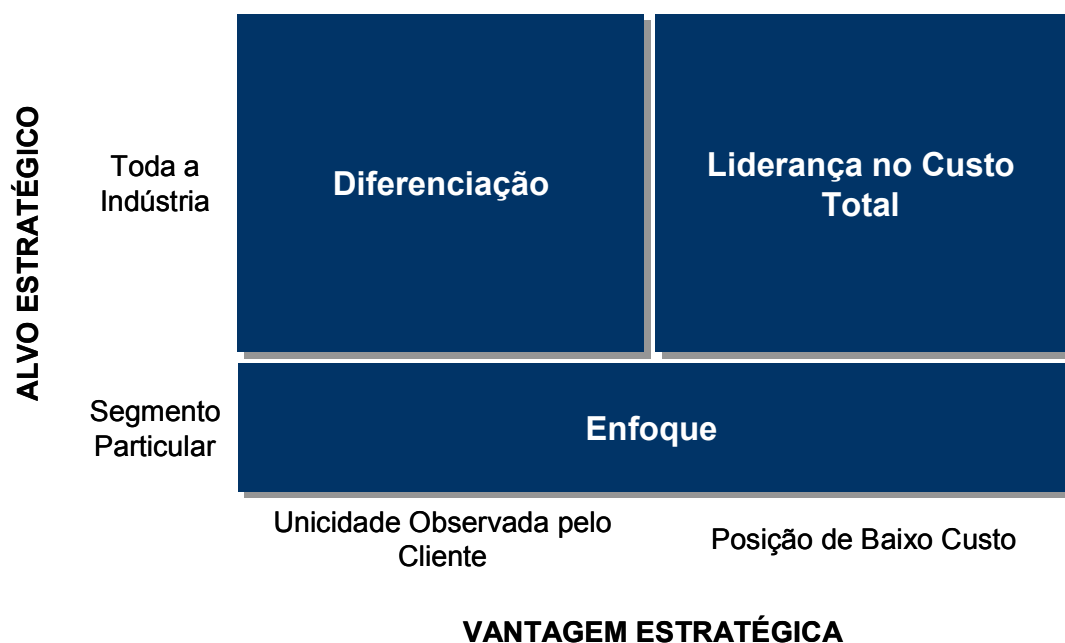 ALVO ESTRATÉGICO
Toda a
Indústria
Diferenciação
Liderança no Custo
Total
Segmento
Particular
Enfoque
Unicidade Observada pelo
Cliente
Posição de Baixo Custo
VANTAGEM ESTRATÉGICA